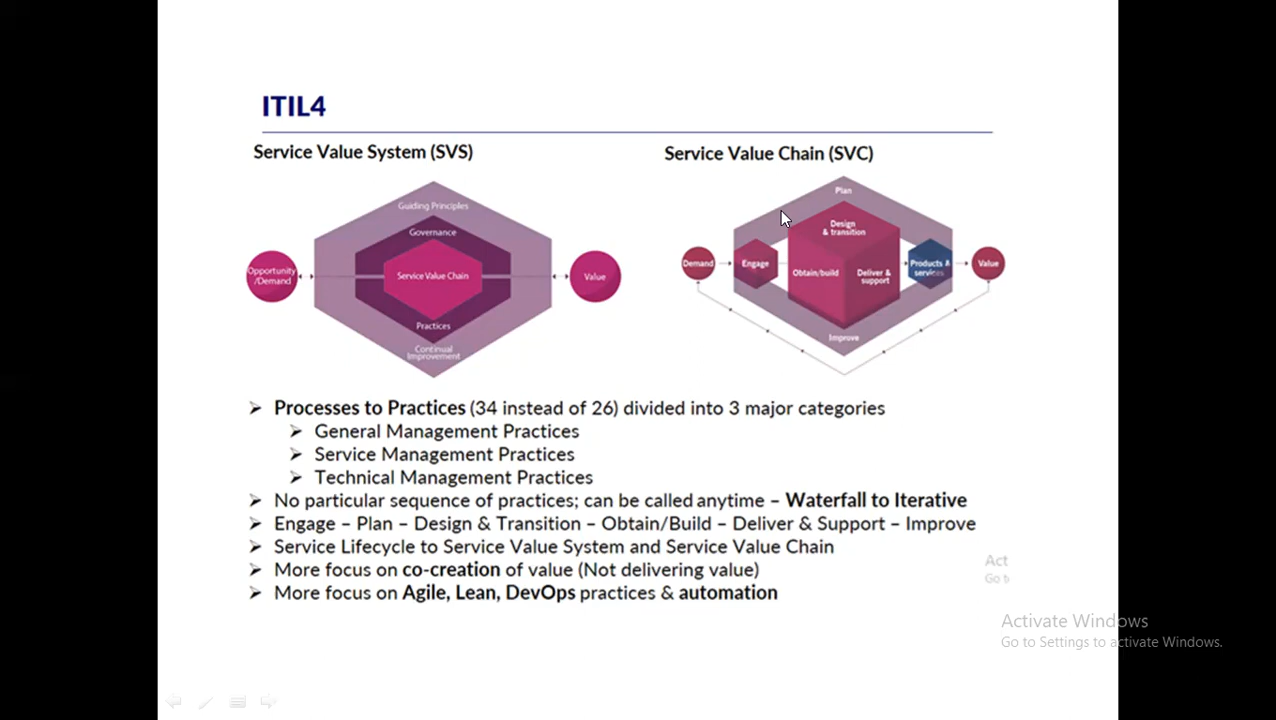 ITIL4
Service Value System (SVS)
Guiding Principles
Governance
Opportunity
/Demand
Service Value Chain
Value
Practices
Continual
Improvement
Service Value Chain (SVC)
Plan
Design
& transition
Demand
Engage
Obtain/build
Deliver &
support
Products &
services
Value
Improve
➢ Processes to Practices (34 instead of 26) divided into 3 major categories
➢ General Management Practices
➢ Service Management Practices
➢ Technical Management Practices
➢ No particular sequence of practices; can be called anytime – Waterfall to Iterative
➢ Engage – Plan – Design & Transition – Obtain/Build – Deliver & Support – Improve
➢ Service Lifecycle to Service Value System and Service Value Chain
➢ More focus on co-creation of value (Not delivering value)
➢ More focus on Agile, Lean, DevOps practices & automation
Act
Go t
Activate Windows
Go to Settings to activate Windows.